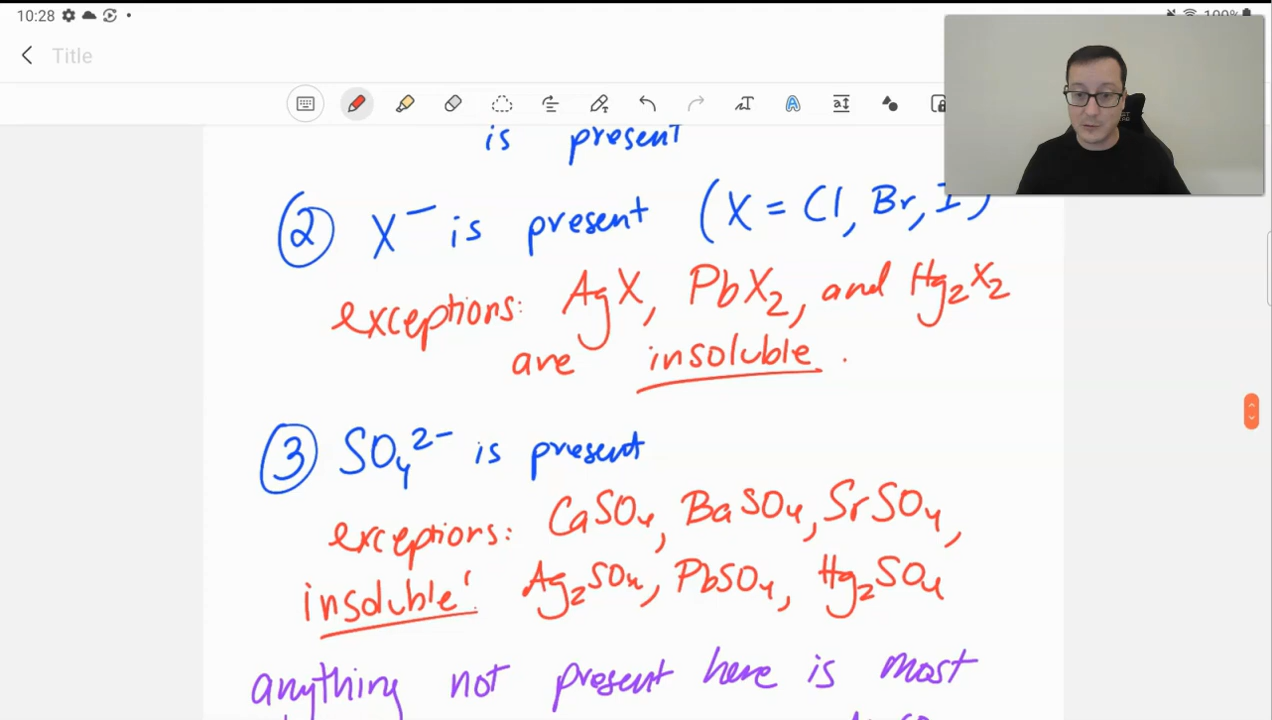 10:28
Title
is present
② X⁻ is present (X = Cl, Br, I)
exceptions: AgX, PbX₂, and Hg₂X₂
are insoluble.
③ SO₄²⁻ is present
exceptions: CaSO₄, BaSO₄, SrSO₄,
insoluble! Ag₂SO₄, PbSO₄, Hg₂SO₄
anything not present here is most